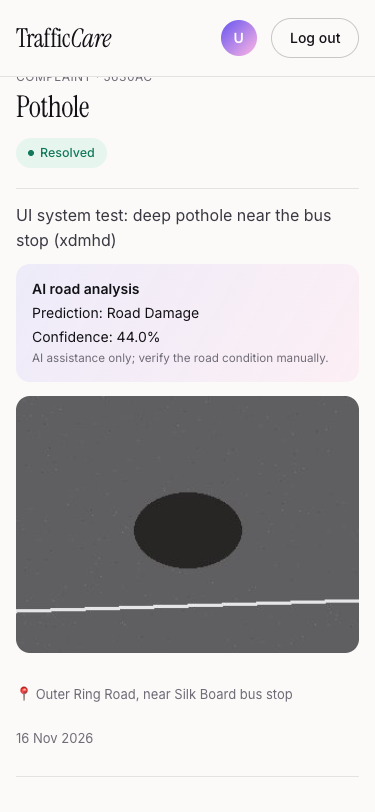 TrafficCare
U
Log out
COMPLAINT · 5030AC
Pothole
Resolved
UI system test: deep pothole near the bus
stop (xdmhd)
AI road analysis
Prediction: Road Damage
Confidence: 44.0%
AI assistance only; verify the road condition manually.
Outer Ring Road, near Silk Board bus stop
16 Nov 2026